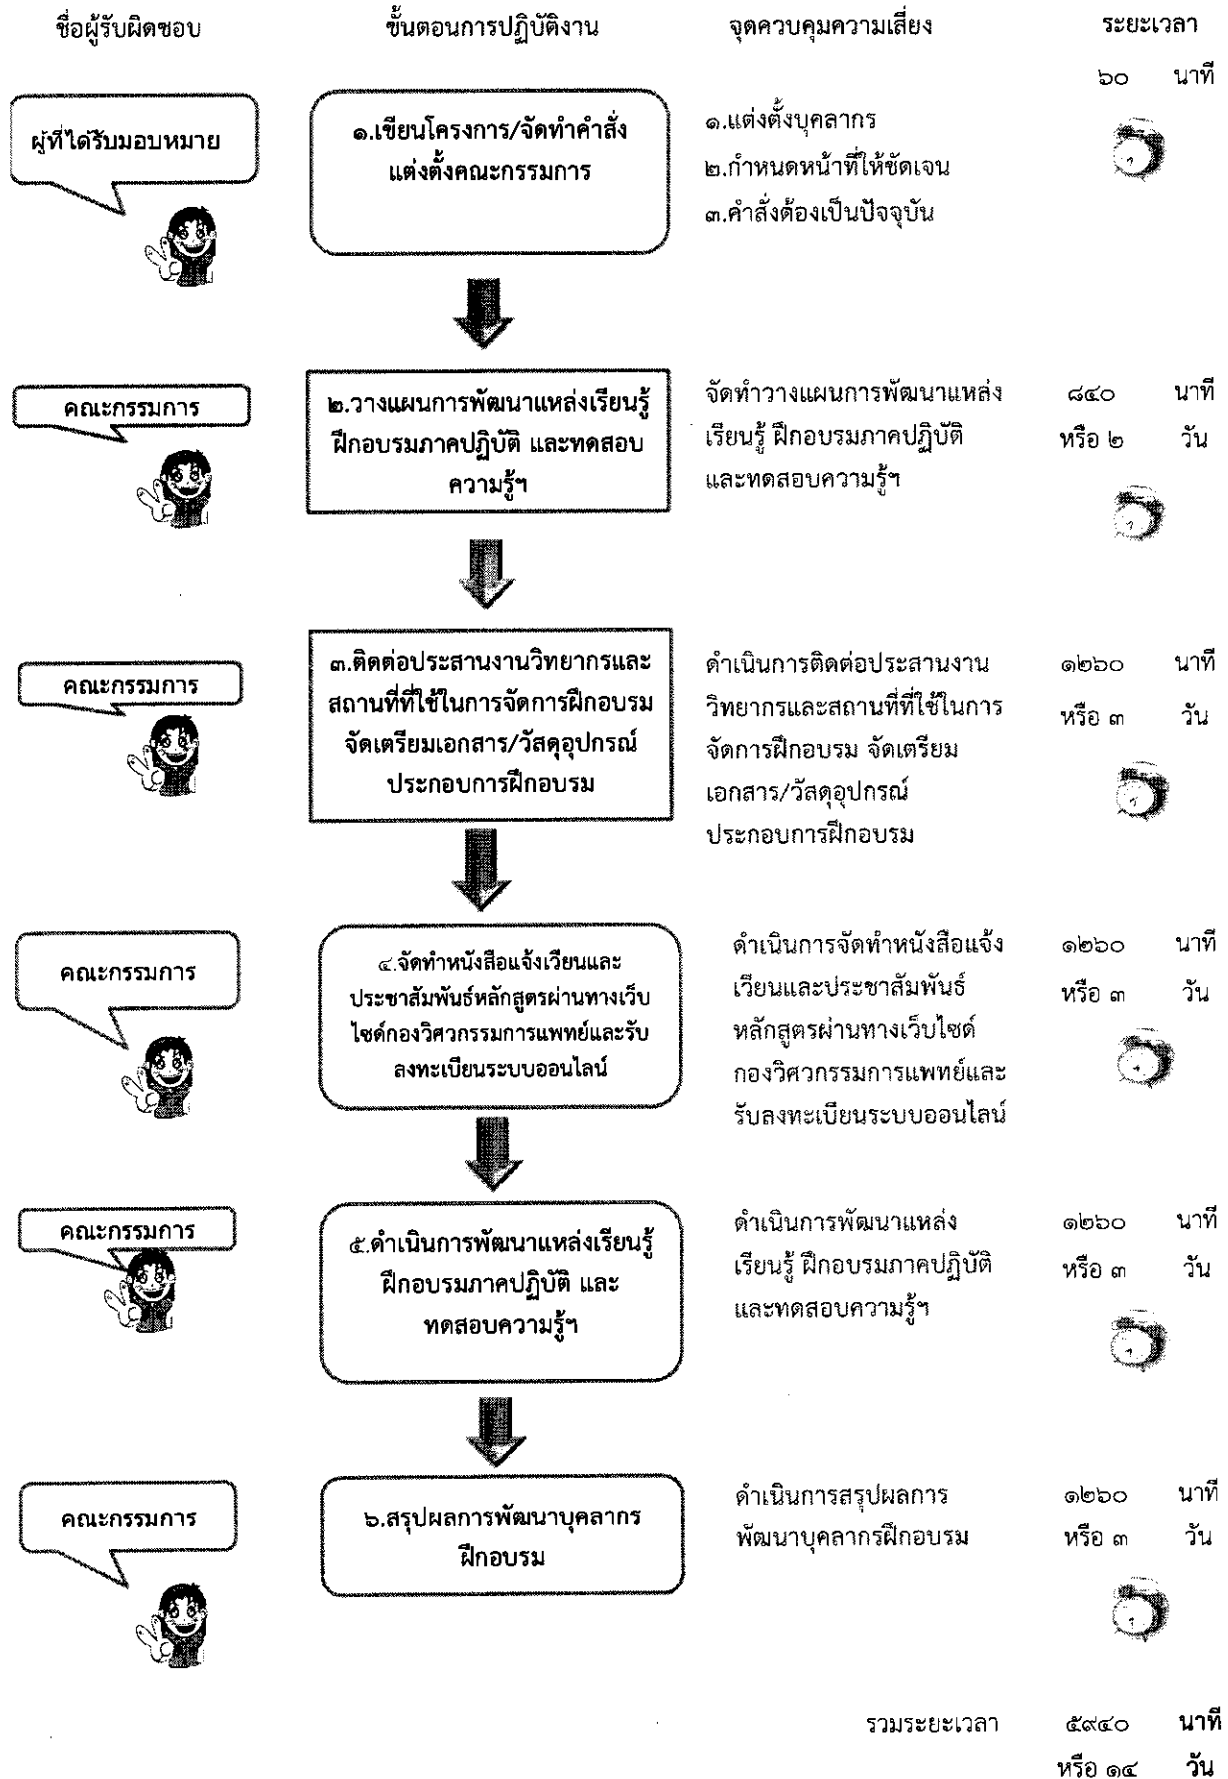 ชื่อผู้รับผิดชอบ ขั้นตอนการปฏิบัติงาน จุดควบคุมความเสี่ยง ระยะเวลา
๖๐ นาที
ผู้ที่ได้รับมอบหมาย
๑.เขียนโครงการ/จัดทำคำสั่ง
แต่งตั้งคณะกรรมการ
๑.แต่งตั้งบุคลากร
๒.กำหนดหน้าที่ให้ชัดเจน
๓.คำสั่งต้องเป็นปัจจุบัน
คณะกรรมการ
๒.วางแผนการพัฒนาแหล่งเรียนรู้
ฝึกอบรมภาคปฏิบัติ และทดสอบ
ความรู้ฯ
จัดทำวางแผนการพัฒนาแหล่ง
เรียนรู้ ฝึกอบรมภาคปฏิบัติ
และทดสอบความรู้ฯ
๘๔๐ นาที
หรือ ๒ วัน
คณะกรรมการ
๓.ติดต่อประสานงานวิทยากรและ
สถานที่ที่ใช้ในการจัดการฝึกอบรม
จัดเตรียมเอกสาร/วัสดุอุปกรณ์
ประกอบการฝึกอบรม
ดำเนินการติดต่อประสานงาน
วิทยากรและสถานที่ที่ใช้ในการ
จัดการฝึกอบรม จัดเตรียม
เอกสาร/วัสดุอุปกรณ์
ประกอบการฝึกอบรม
๑๒๖๐ นาที
หรือ ๓ วัน
คณะกรรมการ
๔.จัดทำหนังสือแจ้งเวียนและ
ประชาสัมพันธ์หลักสูตรผ่านทางเว็บ
ไซด์กองวิศวกรรมการแพทย์และรับ
ลงทะเบียนระบบออนไลน์
ดำเนินการจัดทำหนังสือแจ้ง
เวียนและประชาสัมพันธ์
หลักสูตรผ่านทางเว็บไซด์
กองวิศวกรรมการแพทย์และ
รับลงทะเบียนระบบออนไลน์
๑๒๖๐ นาที
หรือ ๓ วัน
คณะกรรมการ
๕.ดำเนินการพัฒนาแหล่งเรียนรู้
ฝึกอบรมภาคปฏิบัติ และ
ทดสอบความรู้ฯ
ดำเนินการพัฒนาแหล่ง
เรียนรู้ ฝึกอบรมภาคปฏิบัติ
และทดสอบความรู้ฯ
๑๒๖๐ นาที
หรือ ๓ วัน
คณะกรรมการ
๖.สรุปผลการพัฒนาบุคลากร
ฝึกอบรม
ดำเนินการสรุปผลการ
พัฒนาบุคลากรฝึกอบรม
๑๒๖๐ นาที
หรือ ๓ วัน
รวมระยะเวลา ๕๙๔๐ นาที
หรือ ๑๔ วัน